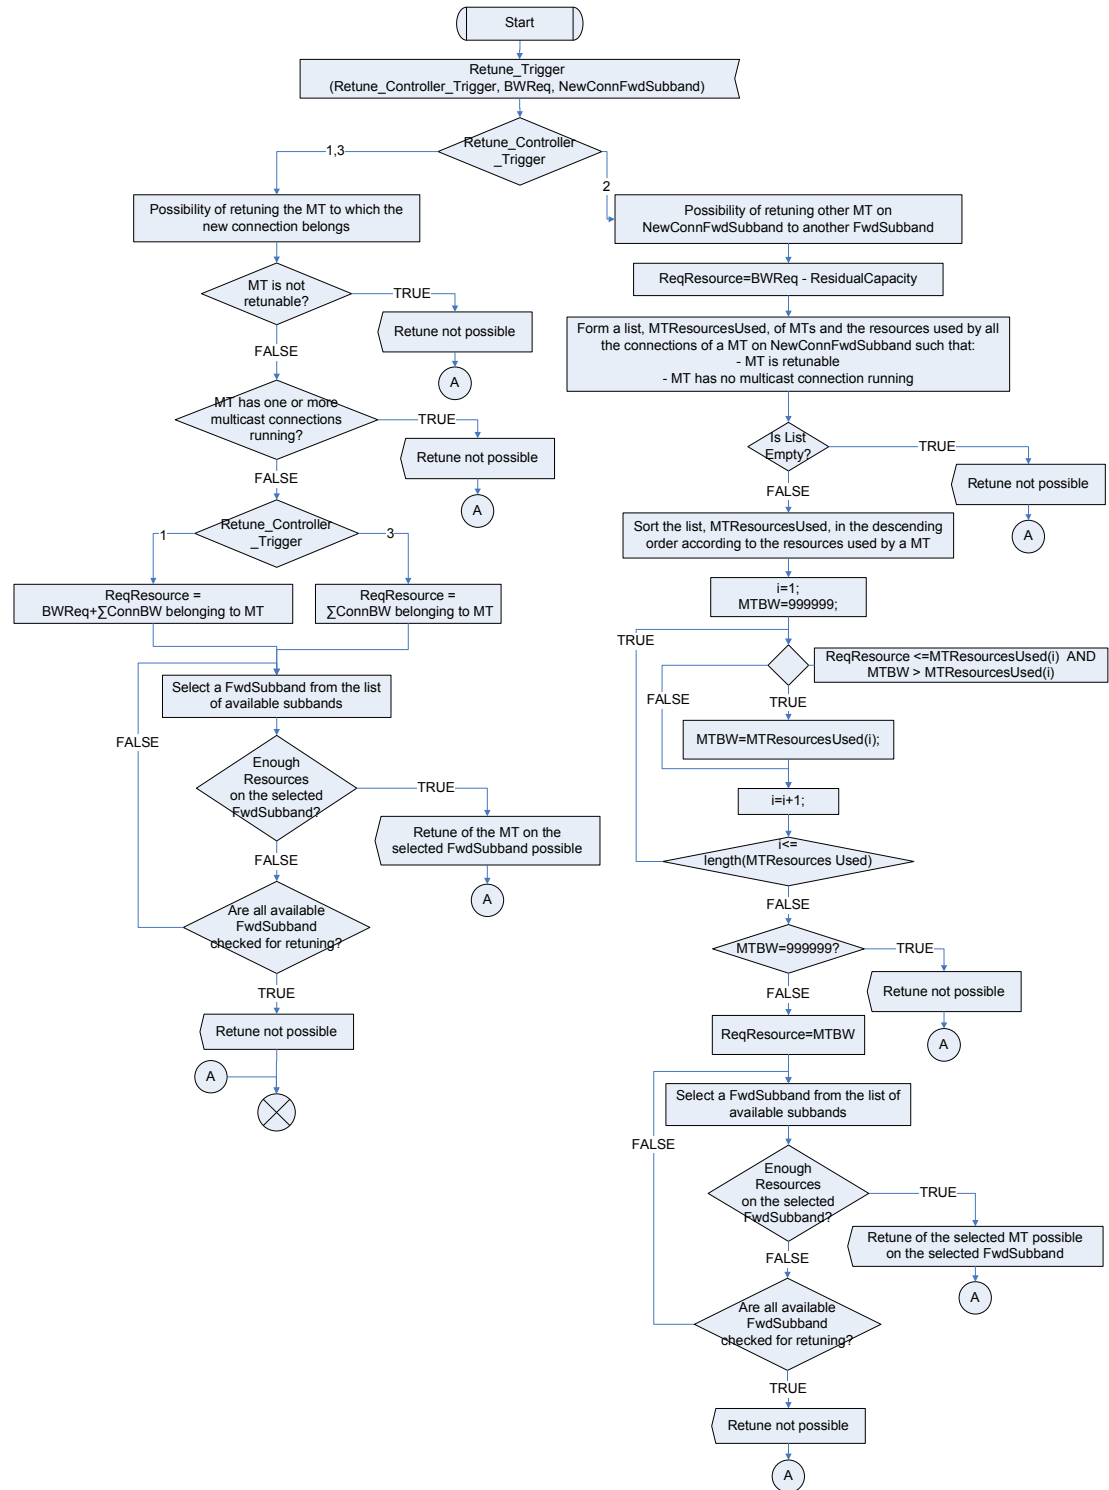 Start
Retune_Trigger
(Retune_Controller_Trigger, BWReq, NewConnFwdSubband)
Retune_Controller
_Trigger
1,3
2
Possibility of retuning the MT to which the
new connection belongs
MT is not
retunable?
TRUE
Retune not possible
A
FALSE
MT has one or more
multicast connections
running?
TRUE
Retune not possible
A
FALSE
Retune_Controller
_Trigger
1
3
ReqResource =
BWReq+∑ConnBW belonging to MT
ReqResource =
∑ConnBW belonging to MT
Select a FwdSubband from the list
of available subbands
FALSE
Enough
Resources
on the selected
FwdSubband?
TRUE
Retune of the MT on the
selected FwdSubband possible
A
FALSE
Are all available
FwdSubband
checked for retuning?
TRUE
Retune not possible
A
Possibility of retuning other MT on
NewConnFwdSubband to another FwdSubband
ReqResource=BWReq - ResidualCapacity
Form a list, MTResourcesUsed, of MTs and the resources used by all
the connections of a MT on NewConnFwdSubband such that:
- MT is retunable
- MT has no multicast connection running
Is List
Empty?
TRUE
Retune not possible
A
FALSE
Sort the list, MTResourcesUsed, in the descending
order according to the resources used by a MT
i=1;
MTBW=999999;
TRUE
ReqResource <=MTResourcesUsed(i) AND
MTBW > MTResourcesUsed(i)
FALSE
TRUE
MTBW=MTResourcesUsed(i);
i=i+1;
i<=
length(MTResources Used)
FALSE
MTBW=999999?
TRUE
Retune not possible
A
FALSE
ReqResource=MTBW
Select a FwdSubband from the list of
available subbands
FALSE
Enough
Resources
on the selected
FwdSubband?
TRUE
Retune of the selected MT possible
on the selected FwdSubband
A
FALSE
Are all available
FwdSubband
checked for retuning?
TRUE
Retune not possible
A